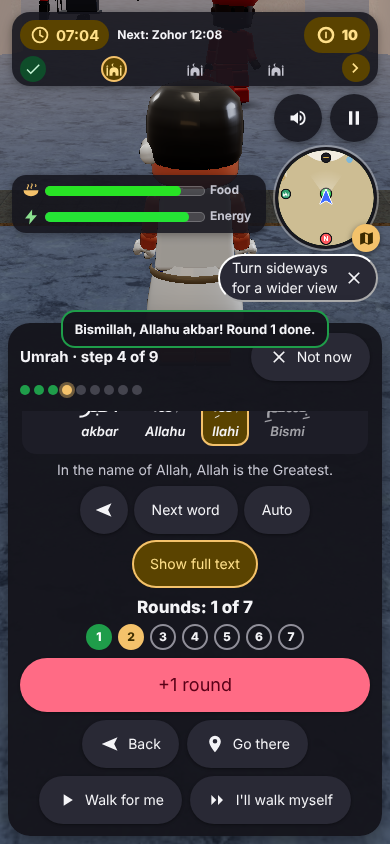 07:04
Next: Zohor 12:08
10
Food
Energy
N
Turn sideways
for a wider view
Bismillah, Allahu akbar! Round 1 done.
Umrah · step 4 of 9
Not now
akbar Allahu llahi Bismi
In the name of Allah, Allah is the Greatest.
Next word
Auto
Show full text
Rounds: 1 of 7
1 2 3 4 5 6 7
+1 round
Back
Go there
Walk for me
I'll walk myself